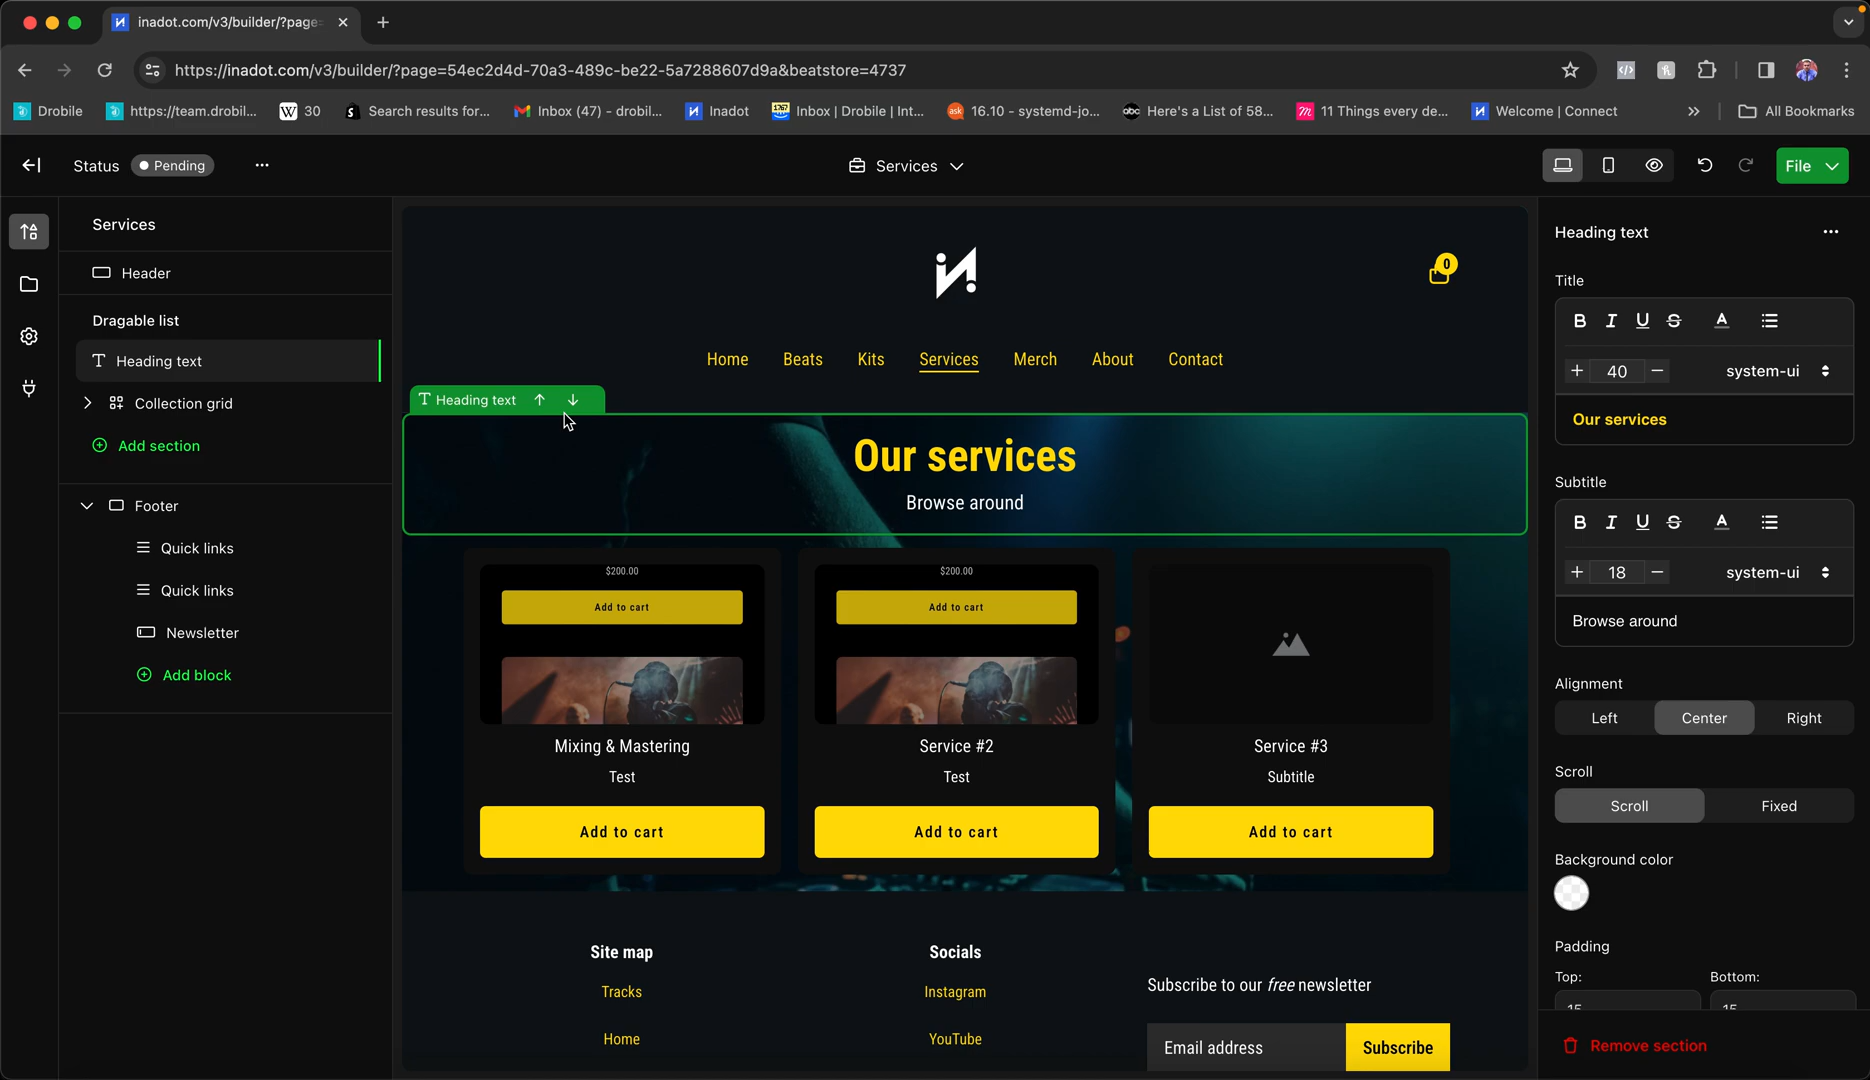 inadot.com/v3/builder/?page=
https://inadot.com/v3/builder/?page=54ec2d4d-70a3-489c-be22-5a7288607d9a&beatstore=4737
Drobile
https://team.drobil...
W 30
Search results for...
Inbox (47) - drobil...
Inadot
Inbox | Drobile | Int...
ask 16.10 - systemd-jo...
abc Here's a List of 58...
11 Things every de...
Welcome | Connect
All Bookmarks
Status
Pending
Services
File
Services
Header
Dragable list
Heading text
Collection grid
Add section
Footer
Quick links
Quick links
Newsletter
Add block
0
Home Beats Kits Services Merch About Contact
Heading text
Our services
Browse around
$200.00
Add to cart
Mixing & Mastering
Test
Add to cart
$200.00
Add to cart
Service #2
Test
Add to cart
Service #3
Subtitle
Add to cart
Site map
Tracks
Home
Socials
Instagram
YouTube
Subscribe to our free newsletter
Email address
Subscribe
Heading text
Title
B I U S A
+ 40 − system-ui
Our services
Subtitle
B I U S A
+ 18 − system-ui
Browse around
Alignment
Left Center Right
Scroll
Scroll Fixed
Background color
Padding
Top: Bottom:
15 15
Remove section